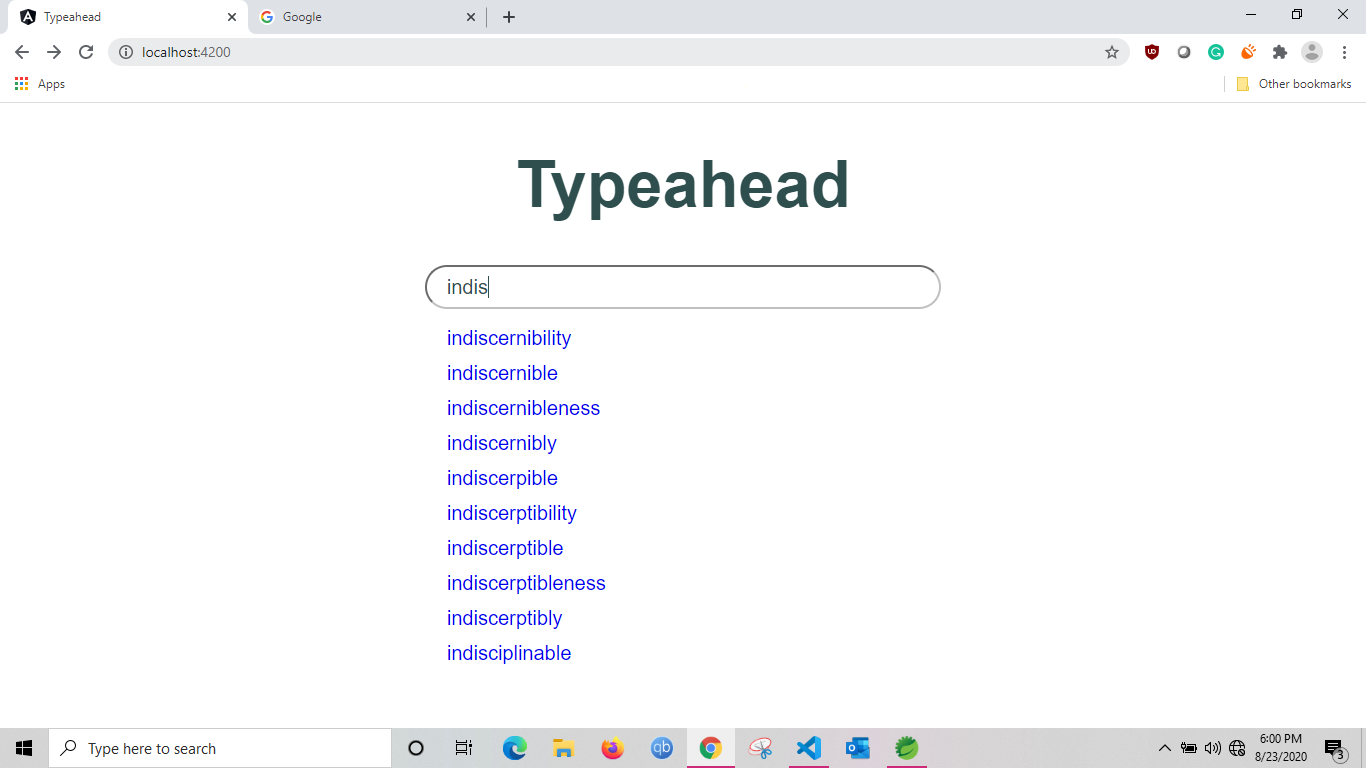 Typeahead
Google
localhost:4200
Apps
Other bookmarks
Typeahead
indis
indiscernibility
indiscernible
indiscernibleness
indiscernibly
indiscerpible
indiscerptibility
indiscerptible
indiscerptibleness
indiscerptibly
indisciplinable
Type here to search
qb
6:00 PM
8/23/2020
3